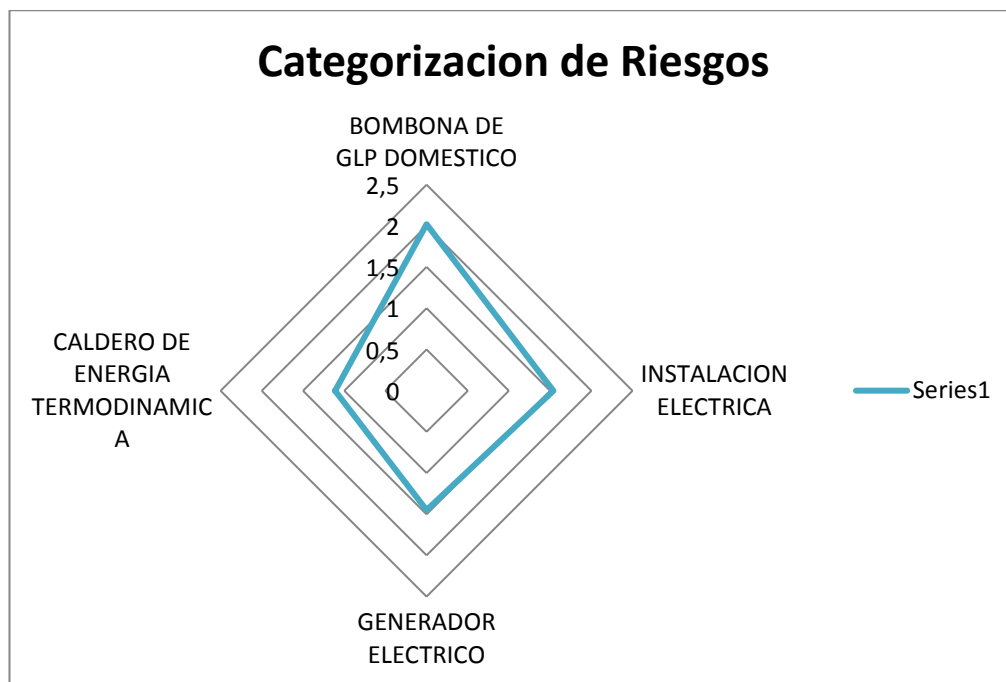 Categorizacion de Riesgos
BOMBONA DE
GLP DOMESTICO
2,5
2
1,5
1
0,5
0
INSTALACION
ELECTRICA
GENERADOR
ELECTRICO
CALDERO DE
ENERGIA
TERMODINAMIC
A
Series1